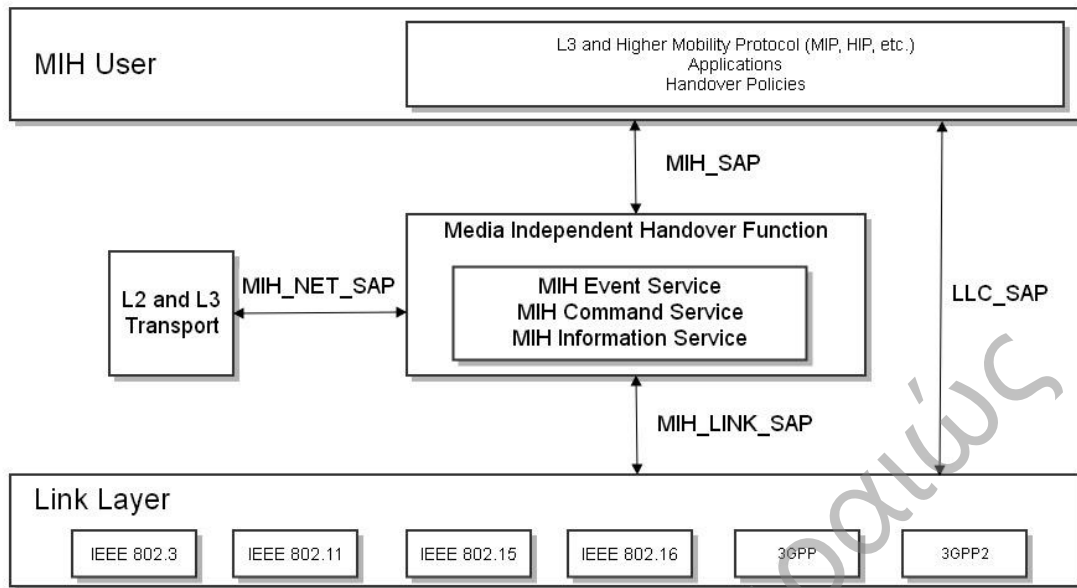 MIH User
L3 and Higher Mobility Protocol (MIP, HIP, etc.)
Applications
Handover Policies
MIH_SAP
Media Independent Handover Function
MIH Event Service
MIH Command Service
MIH Information Service
MIH_NET_SAP
L2 and L3
Transport
LLC_SAP
MIH_LINK_SAP
Link Layer
IEEE 802.3
IEEE 802.11
IEEE 802.15
IEEE 802.16
3GPP
3GPP2